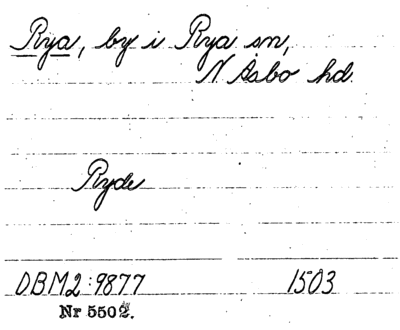 Rya, by i Rya sn,
N Åsbo hd.
Ryde
DBM2:9877 1503
Nr 5502.